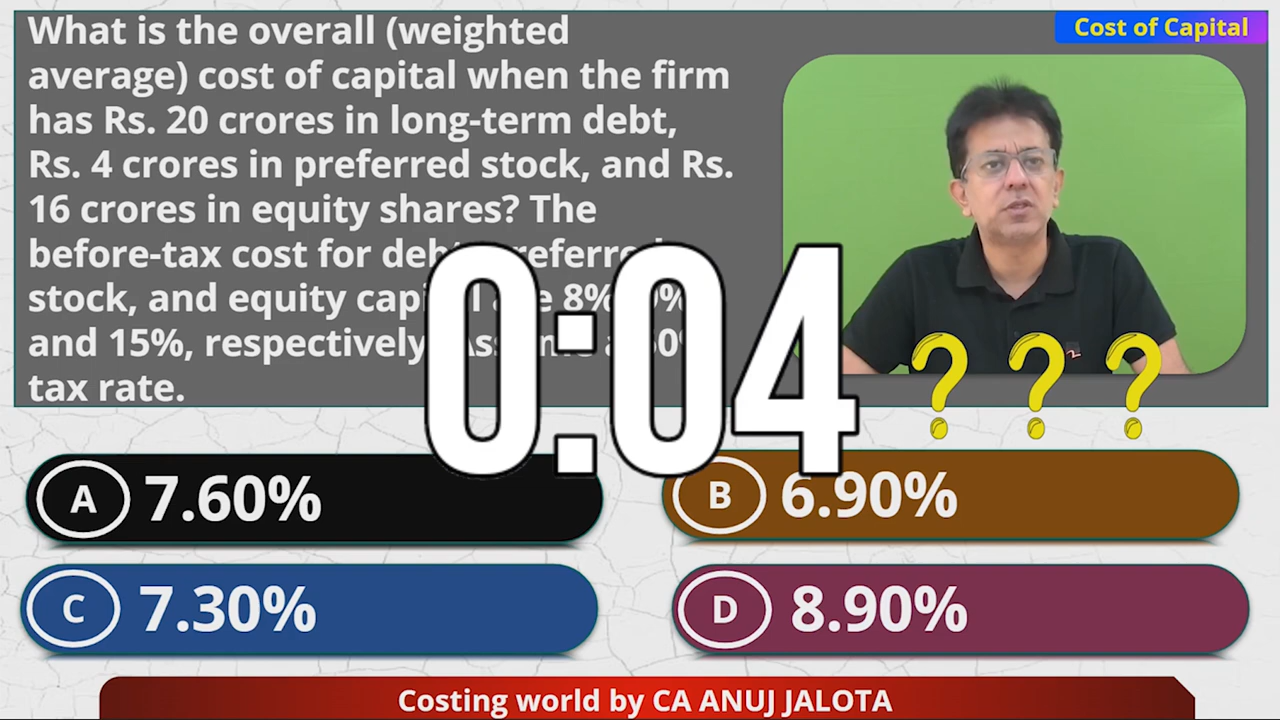 What is the overall (weighted
average) cost of capital when the firm
has Rs. 20 crores in long-term debt,
Rs. 4 crores in preferred stock, and Rs.
16 crores in equity shares? The
before-tax cost for
stock, and equity 8%
and 15%, respectively
tax rate.
Cost of Capital
0:04
? ? ?
A 7.60%
B 6.90%
C 7.30%
D 8.90%
Costing world by CA ANUJ JALOTA